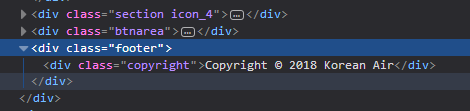 <div class="section icon_4">…</div>
<div class="btnarea">…</div>
<div class="footer">
<div class="copyright">Copyright © 2018 Korean Air</div>
</div>
</div>